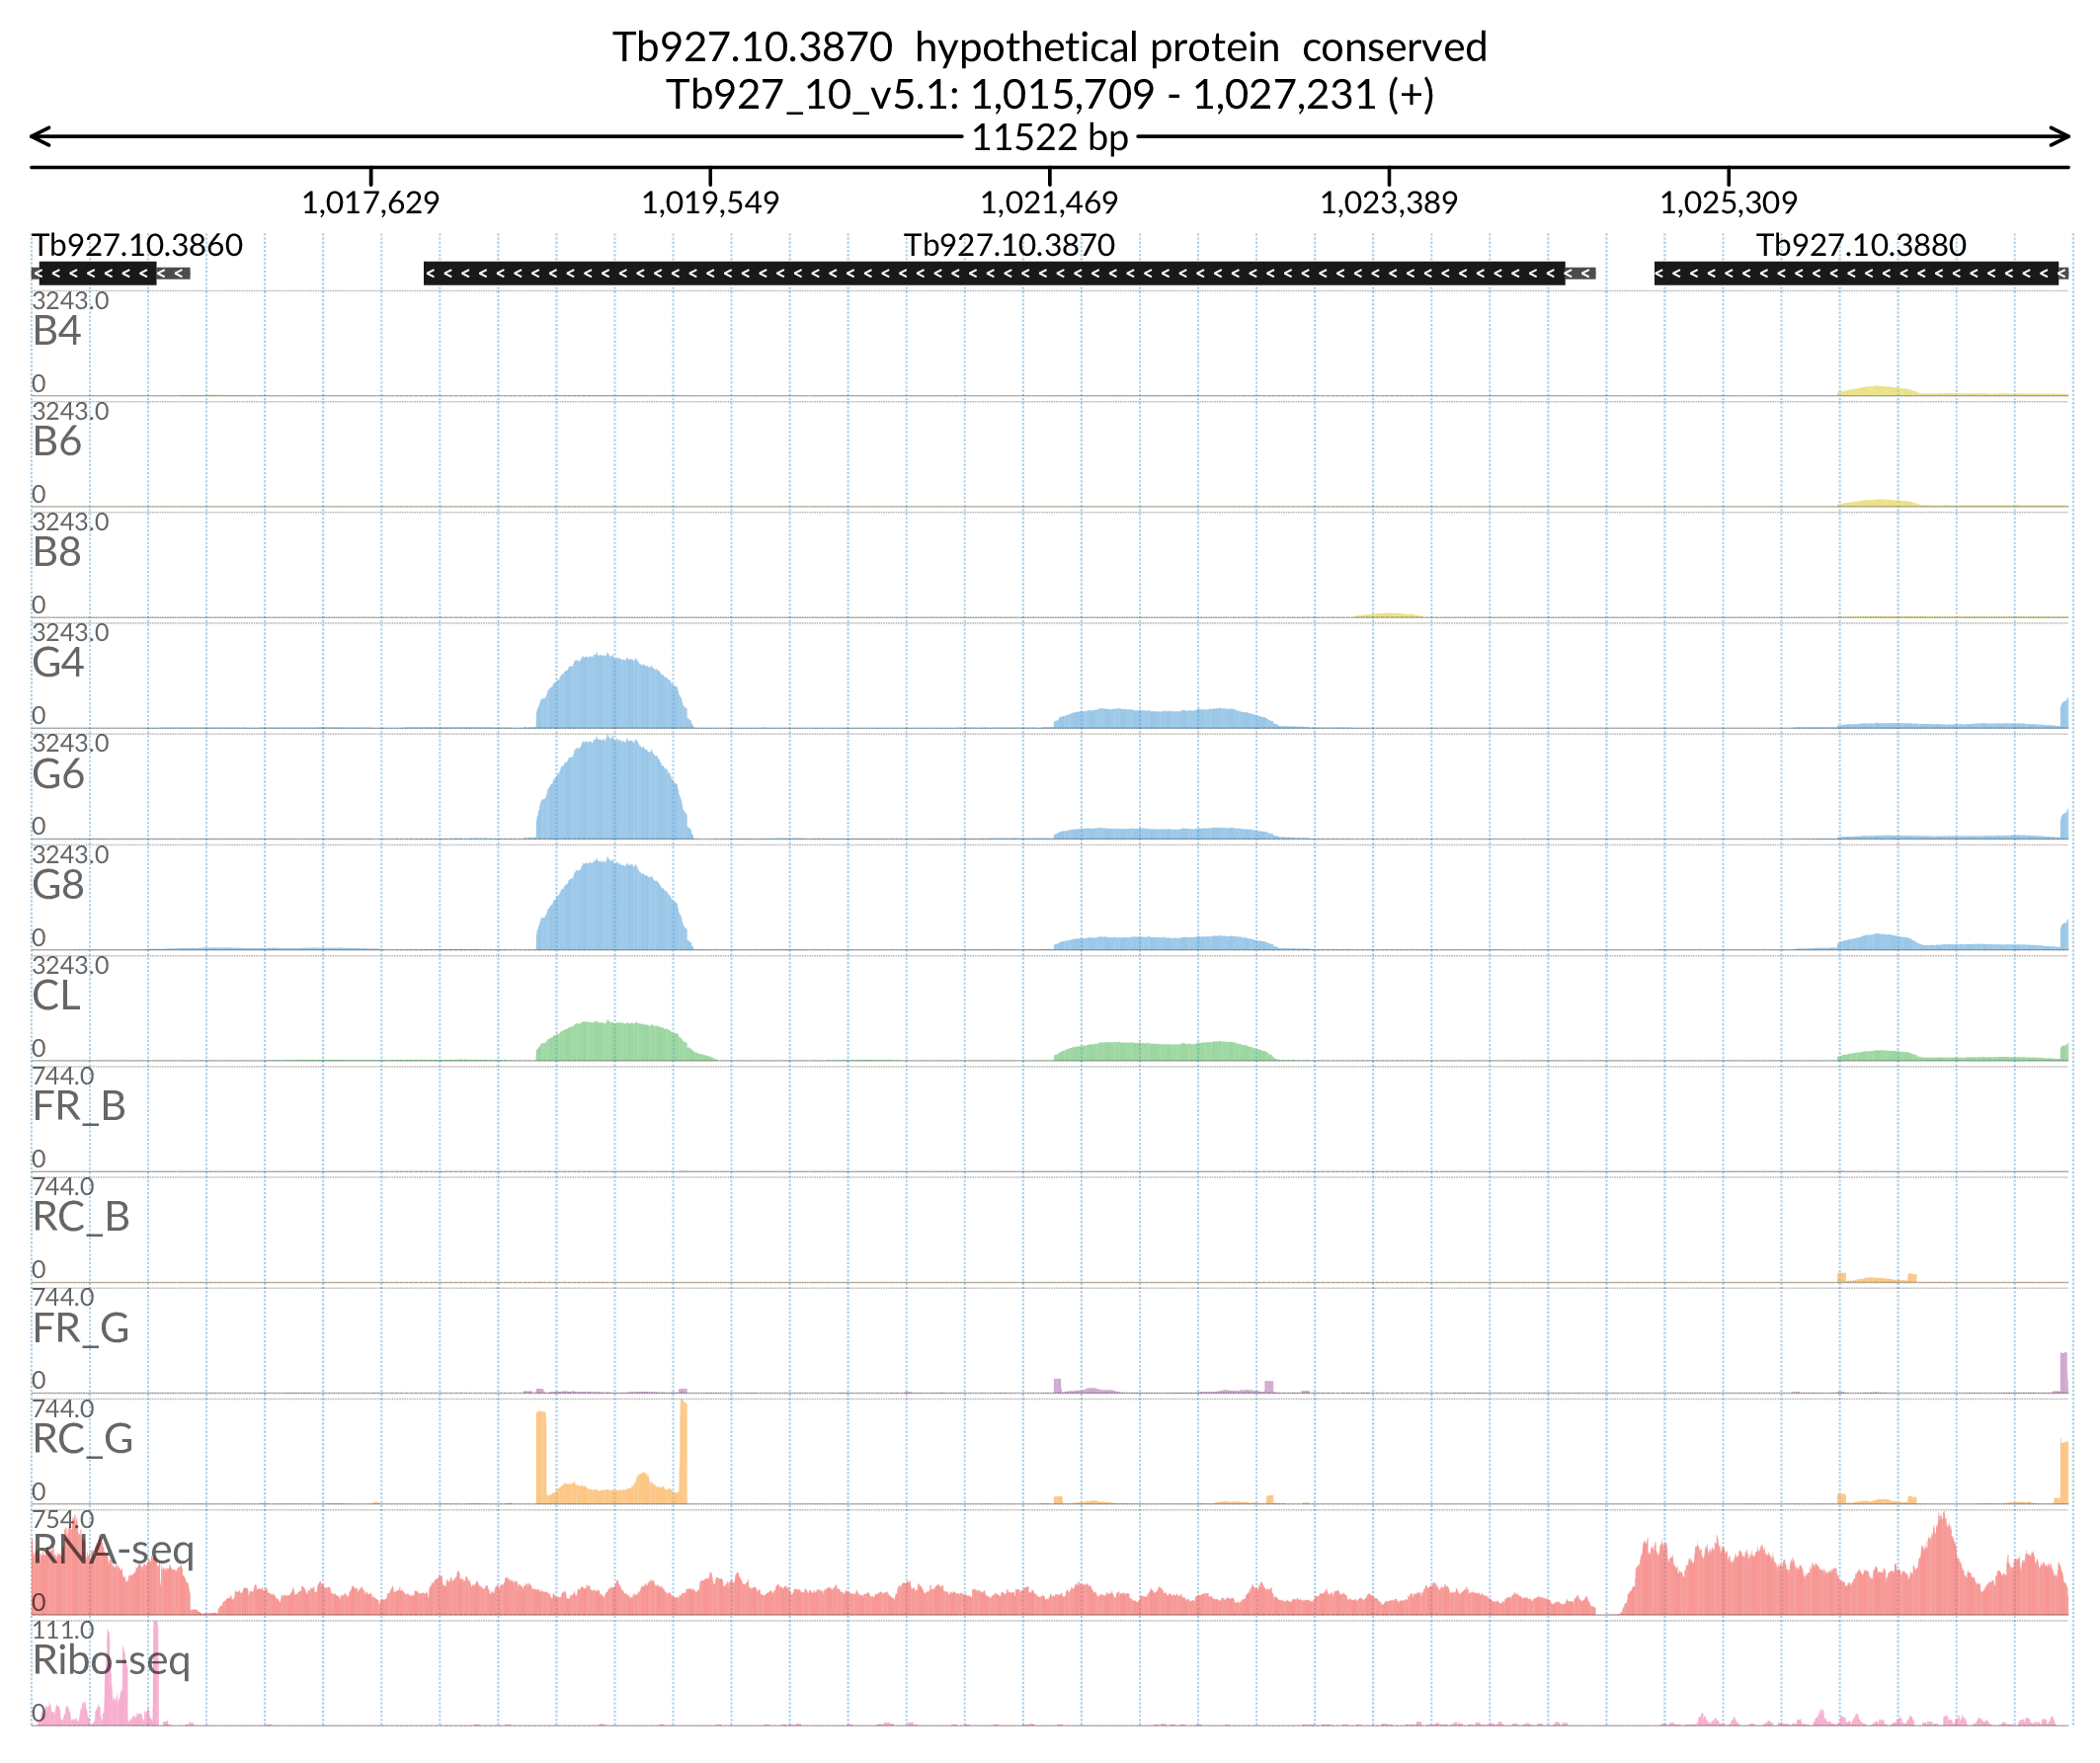 Tb927.10.3870  hypothetical protein  conserved
Tb927_10_v5.1: 1,015,709 - 1,027,231 (+)
11522 bp
1,017,629 1,019,549 1,021,469 1,023,389 1,025,309
Tb927.10.3860 Tb927.10.3870 Tb927.10.3880
3243.0
B4
0
3243.0
B6
0
3243.0
B8
0
3243.0
G4
0
3243.0
G6
0
3243.0
G8
0
3243.0
CL
0
744.0
FR_B
0
744.0
RC_B
0
744.0
FR_G
0
744.0
RC_G
0
754.0
RNA-seq
0
111.0
Ribo-seq
0